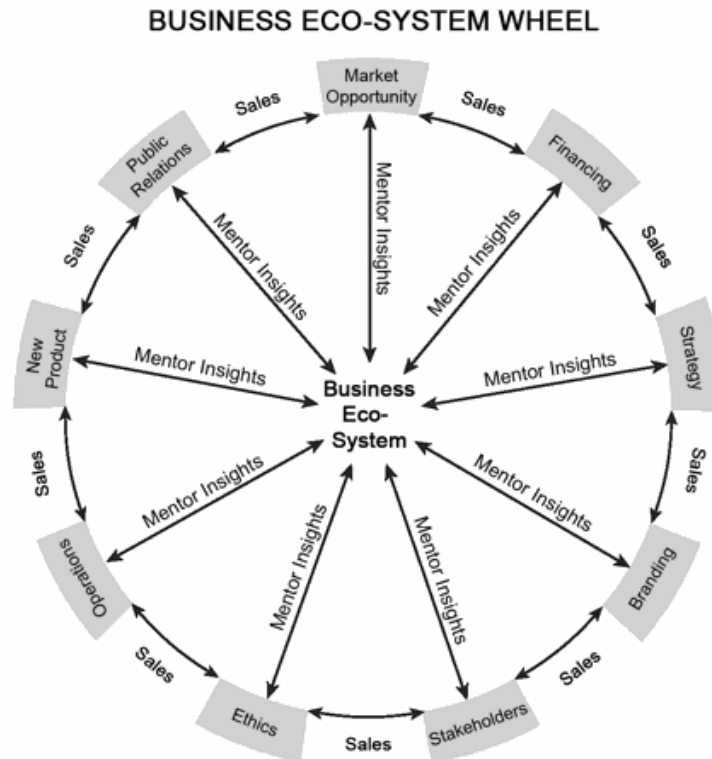 BUSINESS ECO-SYSTEM WHEEL
Market
Opportunity
Sales
Financing
Sales
Strategy
Sales
Branding
Sales
Stakeholders
Sales
Ethics
Sales
Operations
Sales
New
Product
Sales
Public
Relations
Sales
Mentor Insights
Mentor Insights
Mentor Insights
Mentor Insights
Mentor Insights
Mentor Insights
Mentor Insights
Mentor Insights
Mentor Insights
Business
Eco-
System